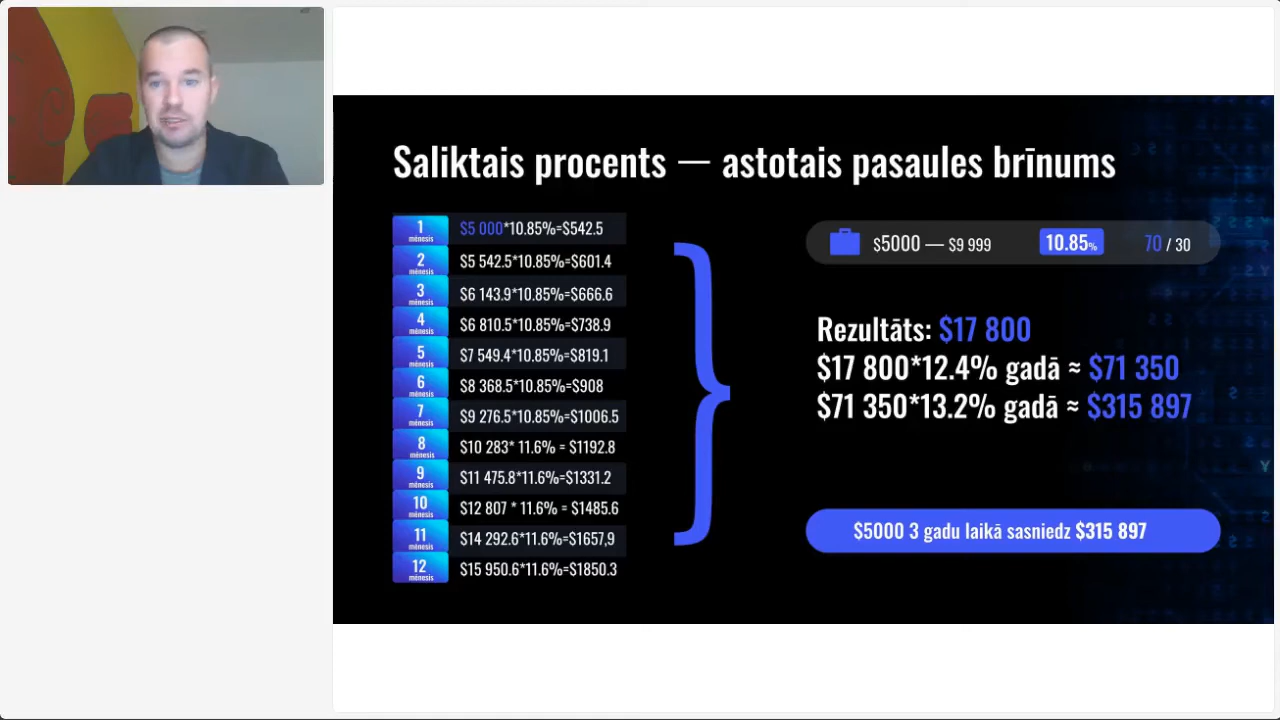 Saliktais procents — astotais pasaules brīnums
1
mēnesis
$5 000*10.85%=$542.5
2
mēnesis
$5 542.5*10.85%=$601.4
3
mēnesis
$6 143.9*10.85%=$666.6
4
mēnesis
$6 810.5*10.85%=$738.9
5
mēnesis
$7 549.4*10.85%=$819.1
6
mēnesis
$8 368.5*10.85%=$908
7
mēnesis
$9 276.5*10.85%=$1006.5
8
mēnesis
$10 283* 11.6% = $1192.8
9
mēnesis
$11 475.8*11.6%=$1331.2
10
mēnesis
$12 807 * 11.6% = $1485.6
11
mēnesis
$14 292.6*11.6%=$1657,9
12
mēnesis
$15 950.6*11.6%=$1850.3
$5000 — $9 999 10.85% 70 / 30
Rezultāts: $17 800
$17 800*12.4% gadā ≈ $71 350
$71 350*13.2% gadā ≈ $315 897
$5000 3 gadu laikā sasniedz $315 897